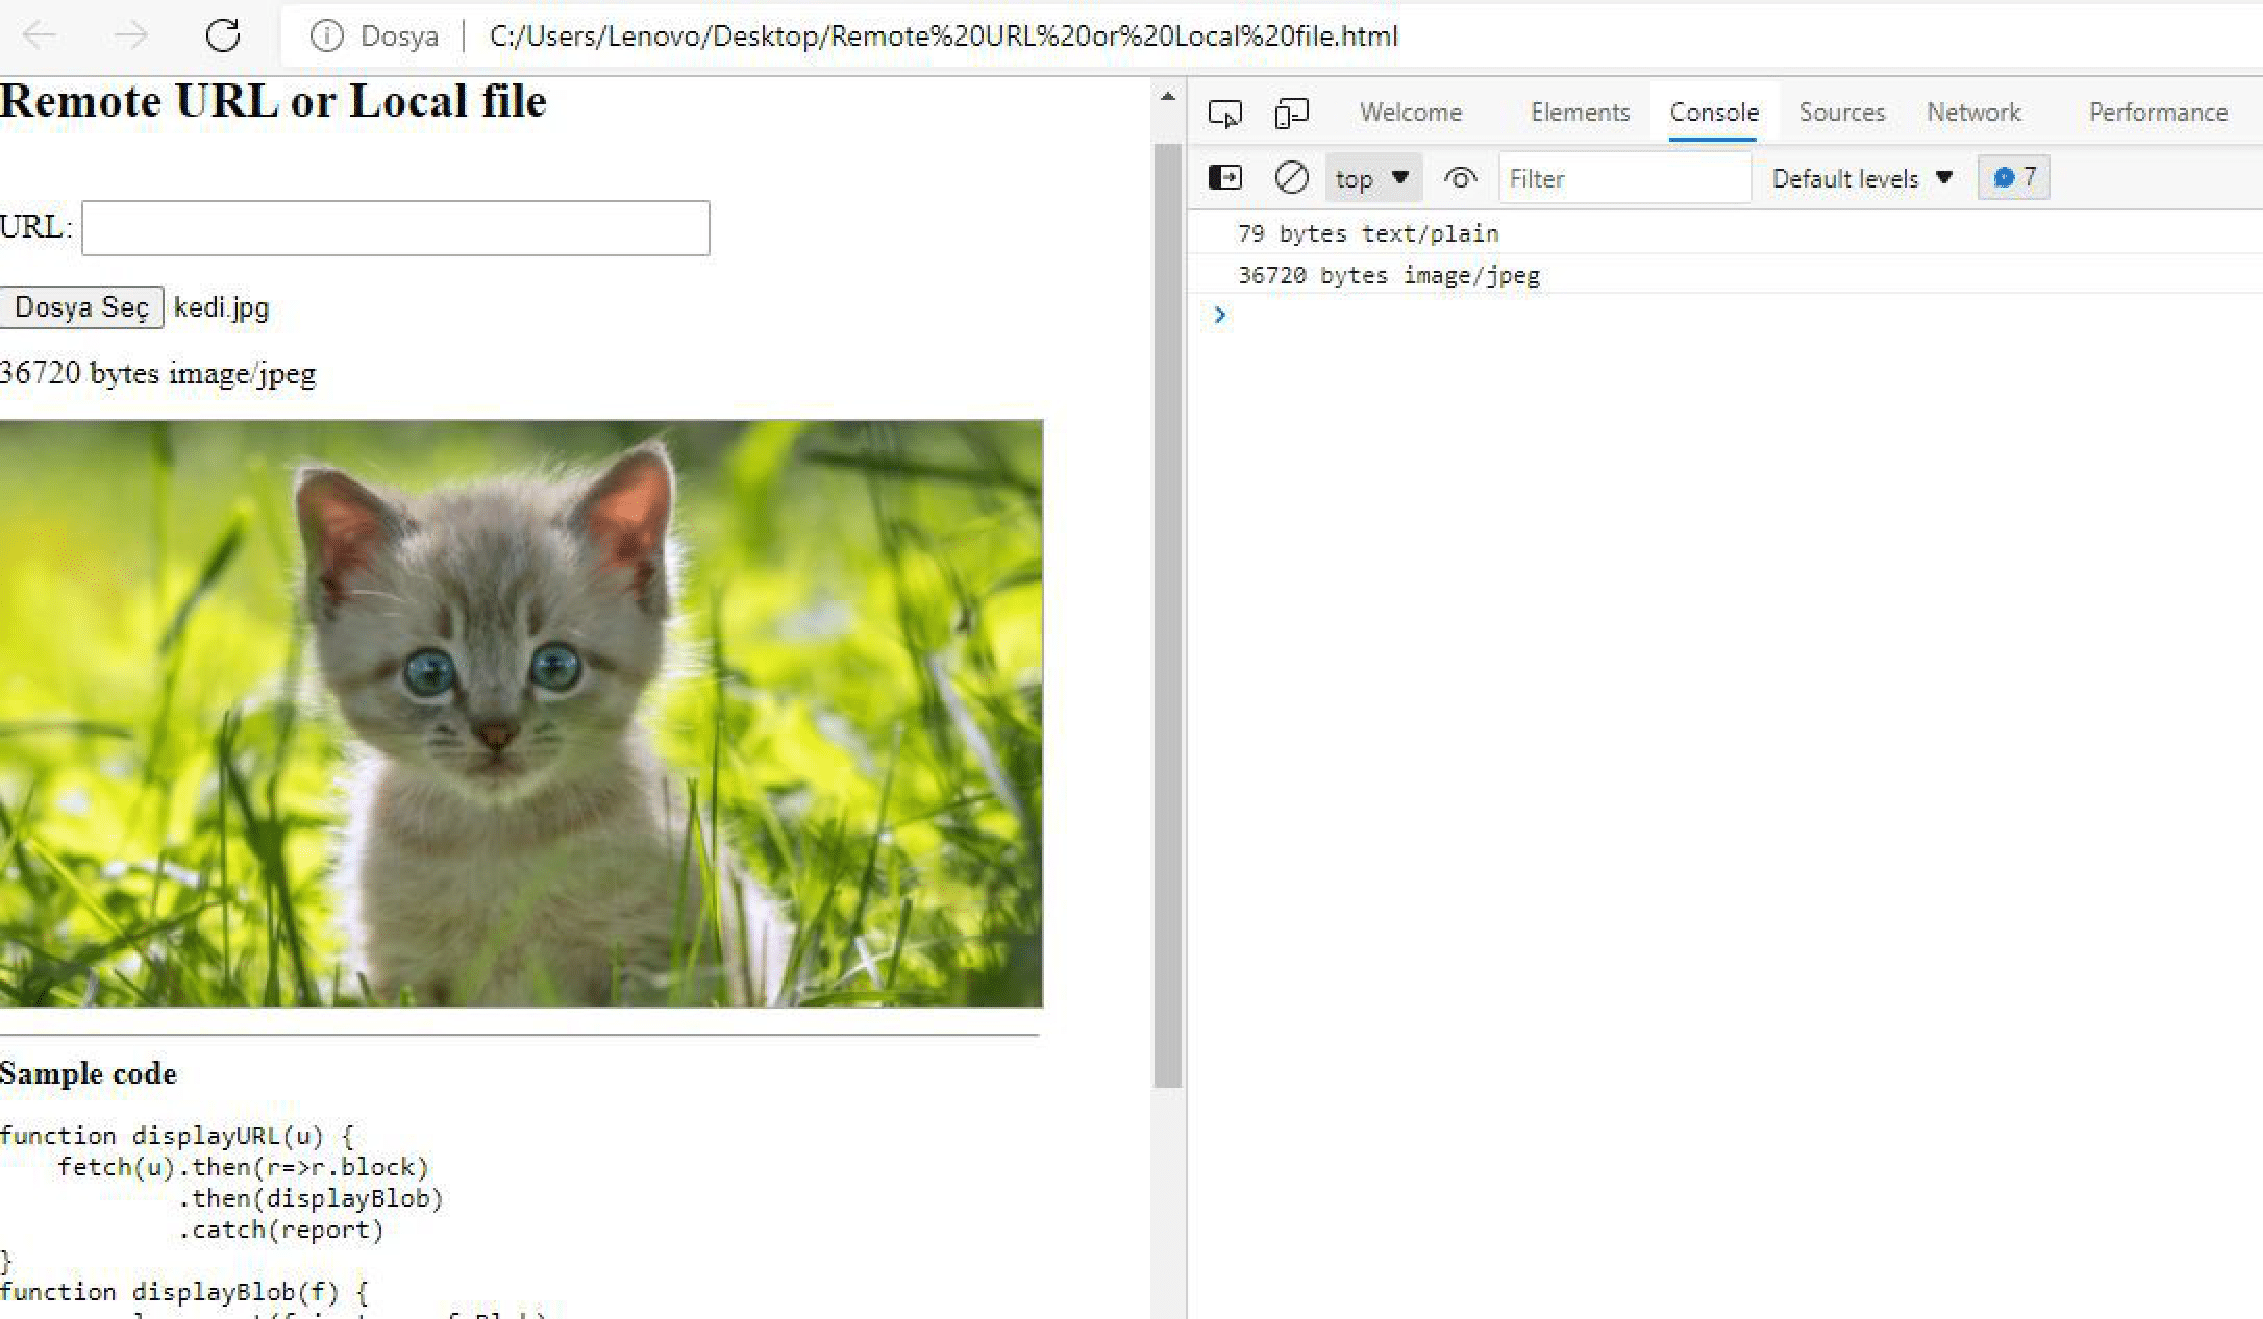 Dosya C:/Users/Lenovo/Desktop/Remote%20URL%20or%20Local%20file.html
Remote URL or Local file
URL:
Dosya Seç kedi.jpg
36720 bytes image/jpeg
Sample code
function displayURL(u) {
    fetch(u).then(r=>r.block)
            .then(displayBlob)
            .catch(report)
}
function displayBlob(f) {
Welcome Elements Console Sources Network Performance
top Filter Default levels 7
79 bytes text/plain
36720 bytes image/jpeg